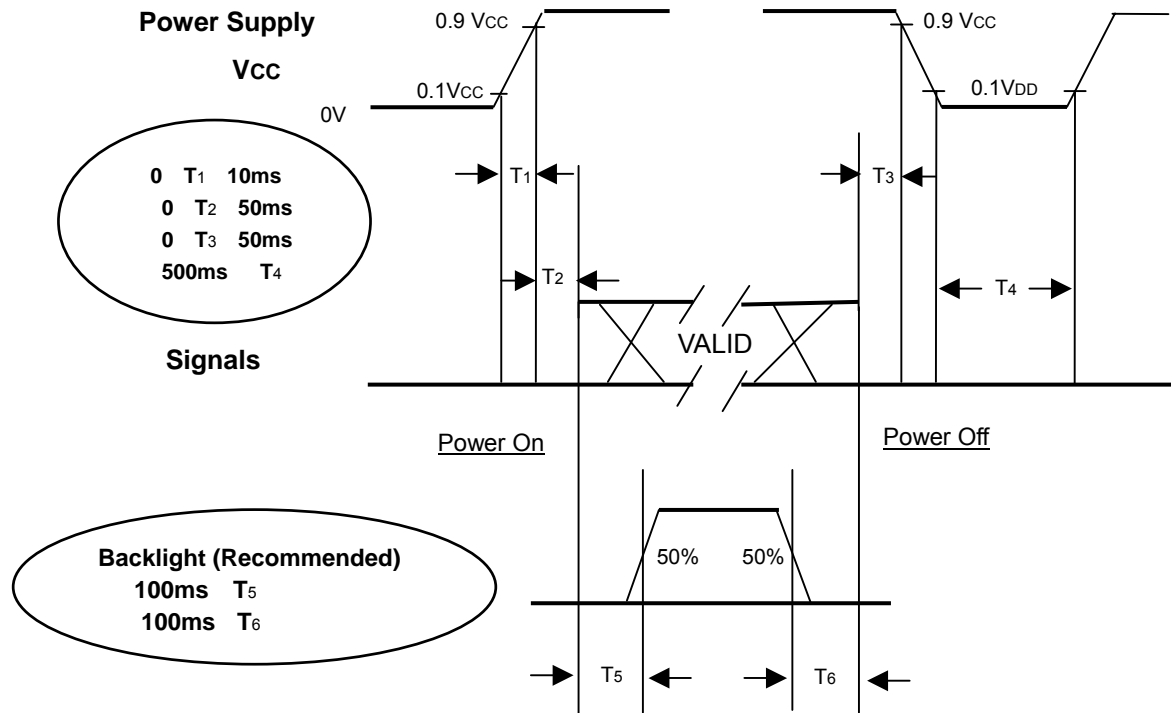 Power Supply
VCC
0.9 VCC
0.1VCC
0V
0.9 VCC
0.1VDD
0 T1 10ms
0 T2 50ms
0 T3 50ms
500ms T4
T1
T2
T3
T4
VALID
Signals
Power On
Power Off
Backlight (Recommended)
100ms T5
100ms T6
50% 50%
T5
T6